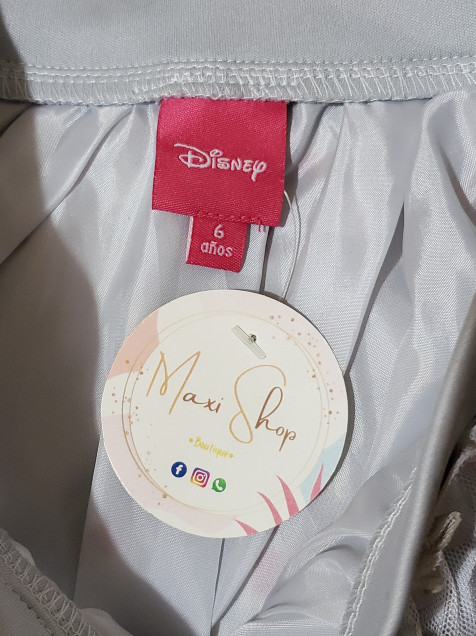 Disney
6
años
Maxi Shop
Boutique